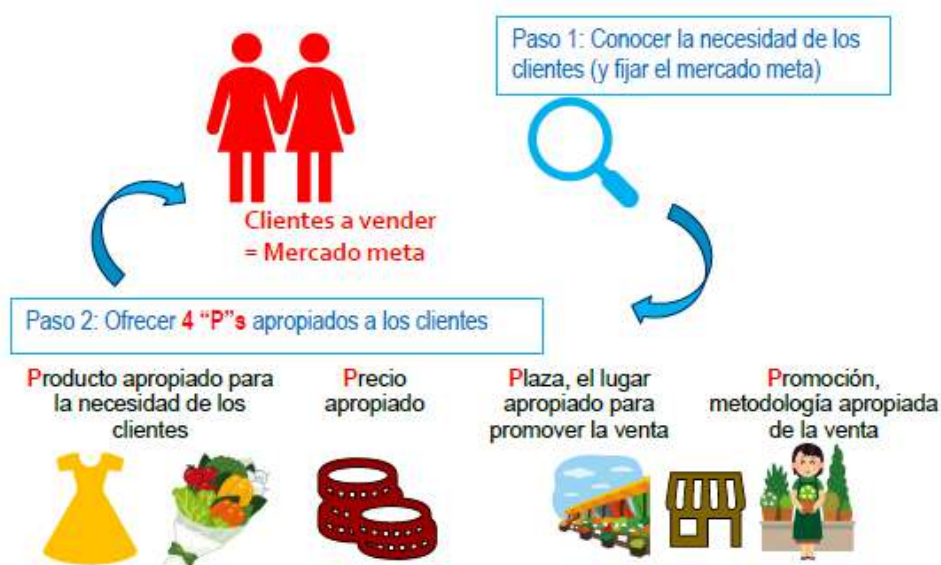 Paso 1: Conocer la necesidad de los
clientes (y fijar el mercado meta)
Clientes a vender
= Mercado meta
Paso 2: Ofrecer 4 “P”s apropiados a los clientes
Producto apropiado para
la necesidad de los
clientes
Precio
apropiado
Plaza, el lugar
apropiado para
promover la venta
Promoción,
metodología apropiada
de la venta